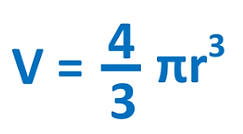 V = 4/3 πr³